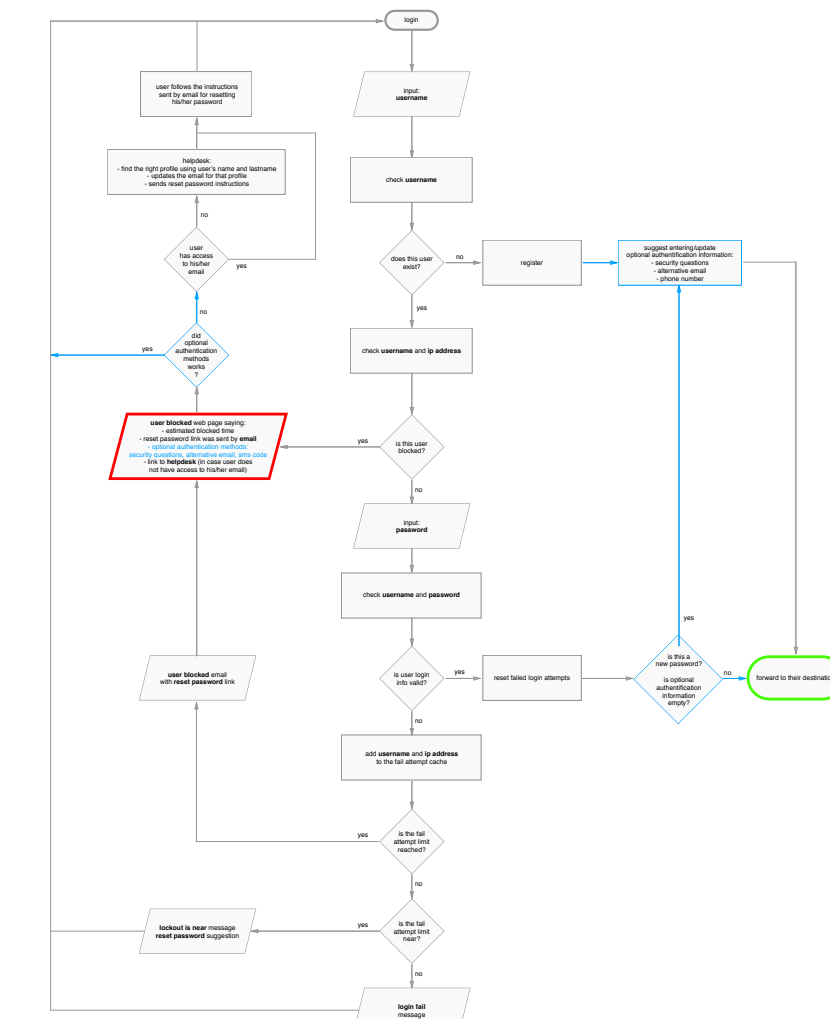 login
user follows the instructions
sent by email for resetting
his/her password
input:
username
helpdesk:
- find the right profile using user's name and lastname
- updates the email for that profile
- sends reset password instructions
check username
no
user
has access
to his/her
email
yes
does this user
exist?
no
register
suggest entering/update
optional authentification information:
- security questions
- alternative email
- phone number
yes
no
did
optional
authentication
methods
works
?
yes
check username and ip address
user blocked web page saying:
- estimated blocked time
- reset password link was sent by email
- optional authentication methods:
security questions, alternative email, sms code
- link to helpdesk (in case user does
not have access to his/her email)
yes
is this user
blocked?
no
input:
password
check username and password
yes
user blocked email
with reset password link
is user login
info valid?
yes
reset failed login attempts
is this a
new password?
is optional
authentification
information
empty?
no
forward to their destinatio
no
add username and ip address
to the fail attempt cache
yes
is the fail
attempt limit
reached?
no
lockout is near message
reset password suggestion
yes
is the fail
attempt limit
near?
no
login fail
message